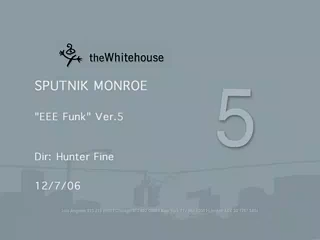 theWhitehouse
SPUTNIK MONROE
"EEE Funk" Ver.5
5
Dir: Hunter Fine
12/7/06